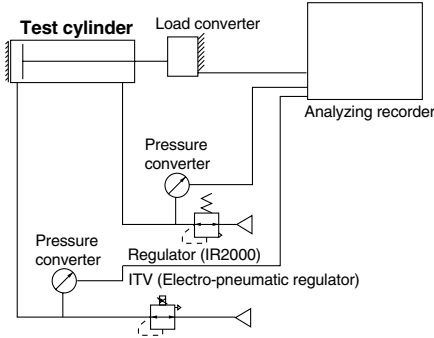 Test cylinder
Load converter
Analyzing recorder
Pressure
converter
Regulator (IR2000)
Pressure
converter
ITV (Electro-pneumatic regulator)